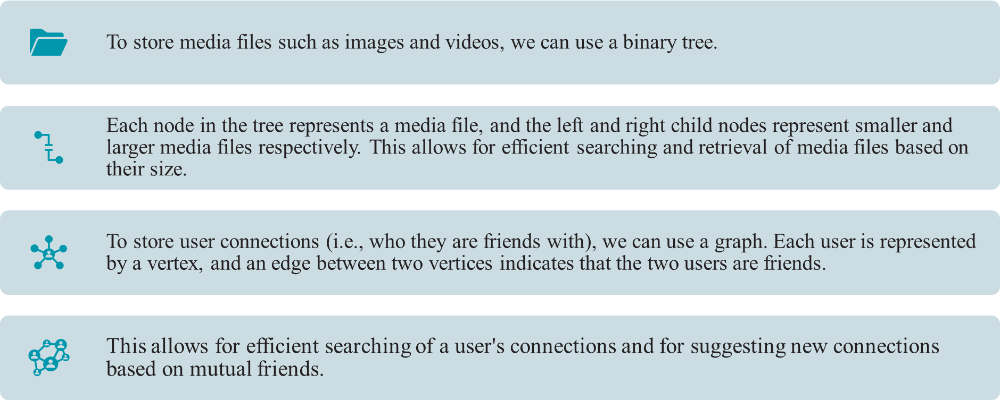 To store media files such as images and videos, we can use a binary tree.
Each node in the tree represents a media file, and the left and right child nodes represent smaller and
larger media files respectively. This allows for efficient searching and retrieval of media files based on
their size.
To store user connections (i.e., who they are friends with), we can use a graph. Each user is represented
by a vertex, and an edge between two vertices indicates that the two users are friends.
This allows for efficient searching of a user's connections and for suggesting new connections
based on mutual friends.